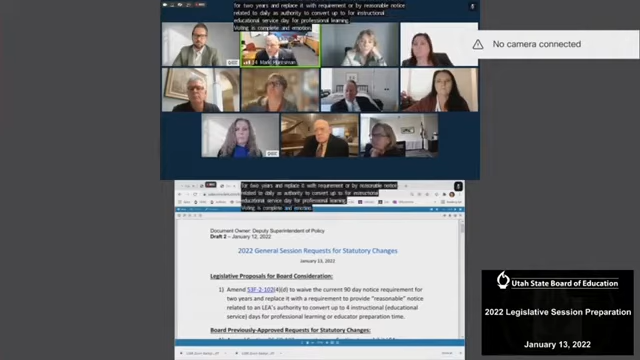 for two years and replace it with requirement or by reasonable notice
related to daily as authority to convert up to for instructional
educational service day for professional learning.
Voting is complete and
No camera connected
for two years and replace it with requirement or by reasonable notice
related to daily as authority to convert up to for instructional
educational service day for professional learning.
Voting is complete and
Document Owner: Deputy Superintendent of Policy
Draft 2 – January 12, 2022
2022 General Session Requests for Statutory Changes
January 13, 2022
Legislative Proposals for Board Consideration:
1) Amend 53F-2-102(4)(d) to waive the current 90 day notice requirement for
two years and replace it with a requirement to provide "reasonable" notice
related to an LEA's authority to convert up to 4 instruction (educational
service) days for professional learning or educator preparation time.
Board Previously-Approved Requests for Statutory Changes:
Utah State Board of Education
2022 Legislative Session Preparation
January 13, 2022